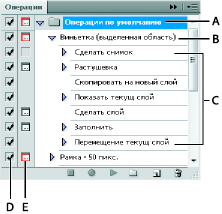 Операции
Операции по умолчанию
A
Виньетка (выделенная область)
B
Сделать снимок
Растушевка
Скопировать на новый слой
C
Показать текущ слой
Сделать слой
Заполнить
Перемещение текущ слой
Рамка - 50 пикс.
D
E